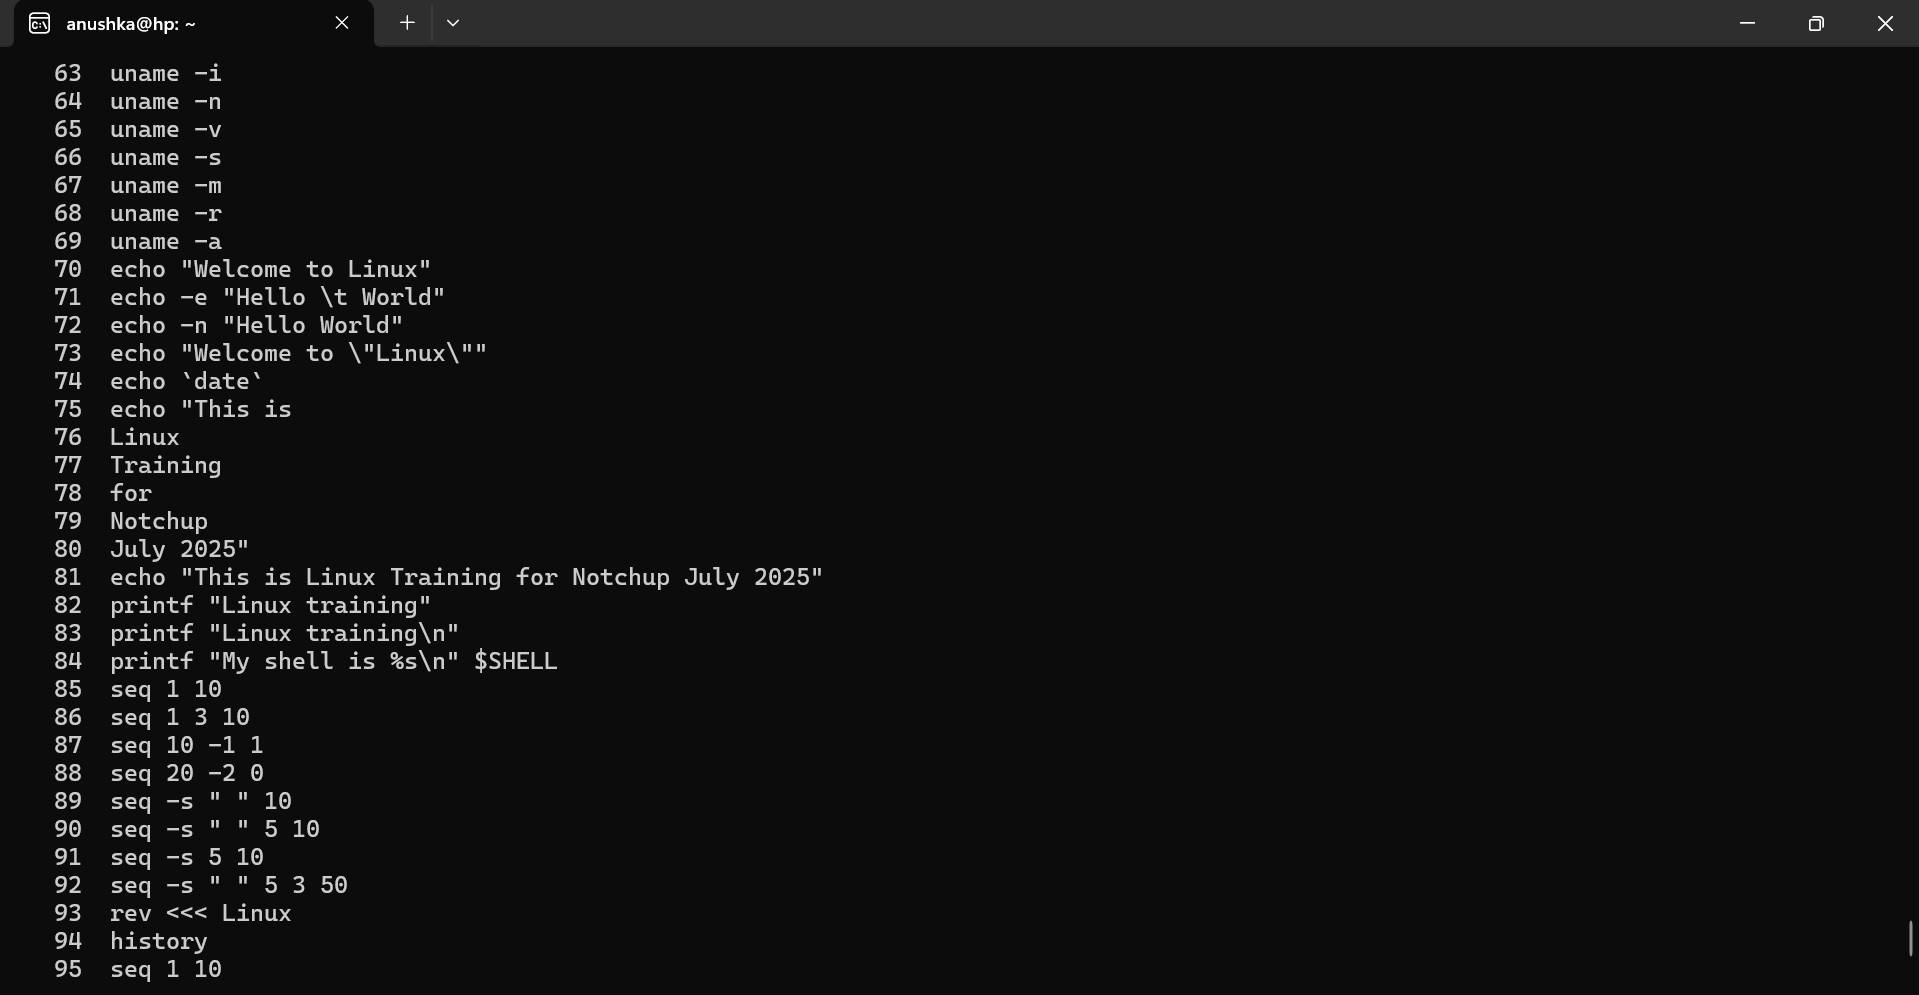 anushka@hp: ~
63 uname -i
64 uname -n
65 uname -v
66 uname -s
67 uname -m
68 uname -r
69 uname -a
70 echo "Welcome to Linux"
71 echo -e "Hello \t World"
72 echo -n "Hello World"
73 echo "Welcome to \"Linux\""
74 echo `date`
75 echo "This is
76 Linux
77 Training
78 for
79 Notchup
80 July 2025"
81 echo "This is Linux Training for Notchup July 2025"
82 printf "Linux training"
83 printf "Linux training\n"
84 printf "My shell is %s\n" $SHELL
85 seq 1 10
86 seq 1 3 10
87 seq 10 -1 1
88 seq 20 -2 0
89 seq -s " " 10
90 seq -s " " 5 10
91 seq -s 5 10
92 seq -s " " 5 3 50
93 rev <<< Linux
94 history
95 seq 1 10